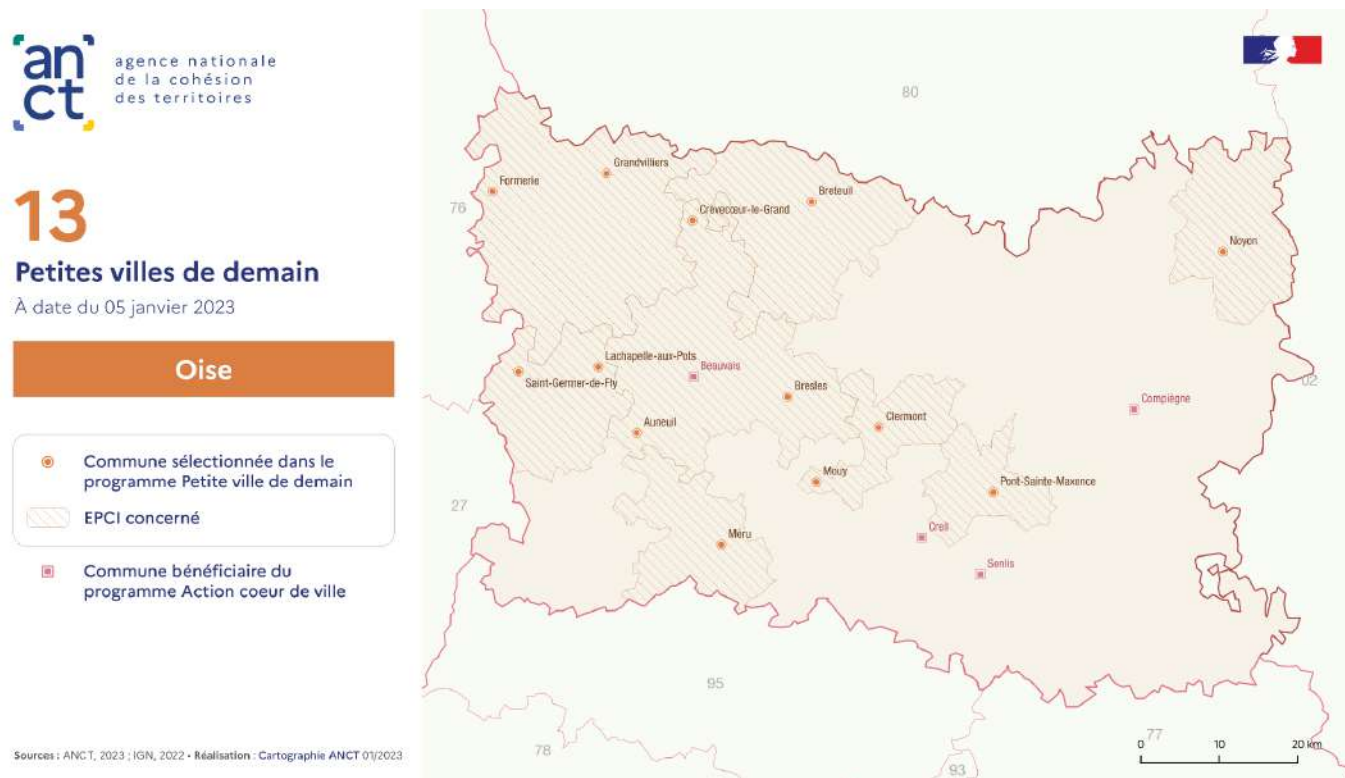 an
ct
agence nationale
de la cohésion
des territoires
13
Petites villes de demain
À date du 05 janvier 2023
Oise
Commune sélectionnée dans le
programme Petite ville de demain
EPCI concerné
Commune bénéficiaire du
programme Action coeur de ville
Sources : ANCT, 2023 ; IGN, 2022 • Réalisation : Cartographie ANCT 01/2023
80
76
Formerie
Grandvilliers
Crèvecœur-le-Grand
Breteuil
Noyon
Saint-Germer-de-Fly
Lachapelle-aux-Pots
Beauvais
Bresles
02
Compiègne
Auneuil
Clermont
Mouy
Pont-Sainte-Maxence
27
Méru
Creil
Senlis
95
78
93
77
0
10
20 km